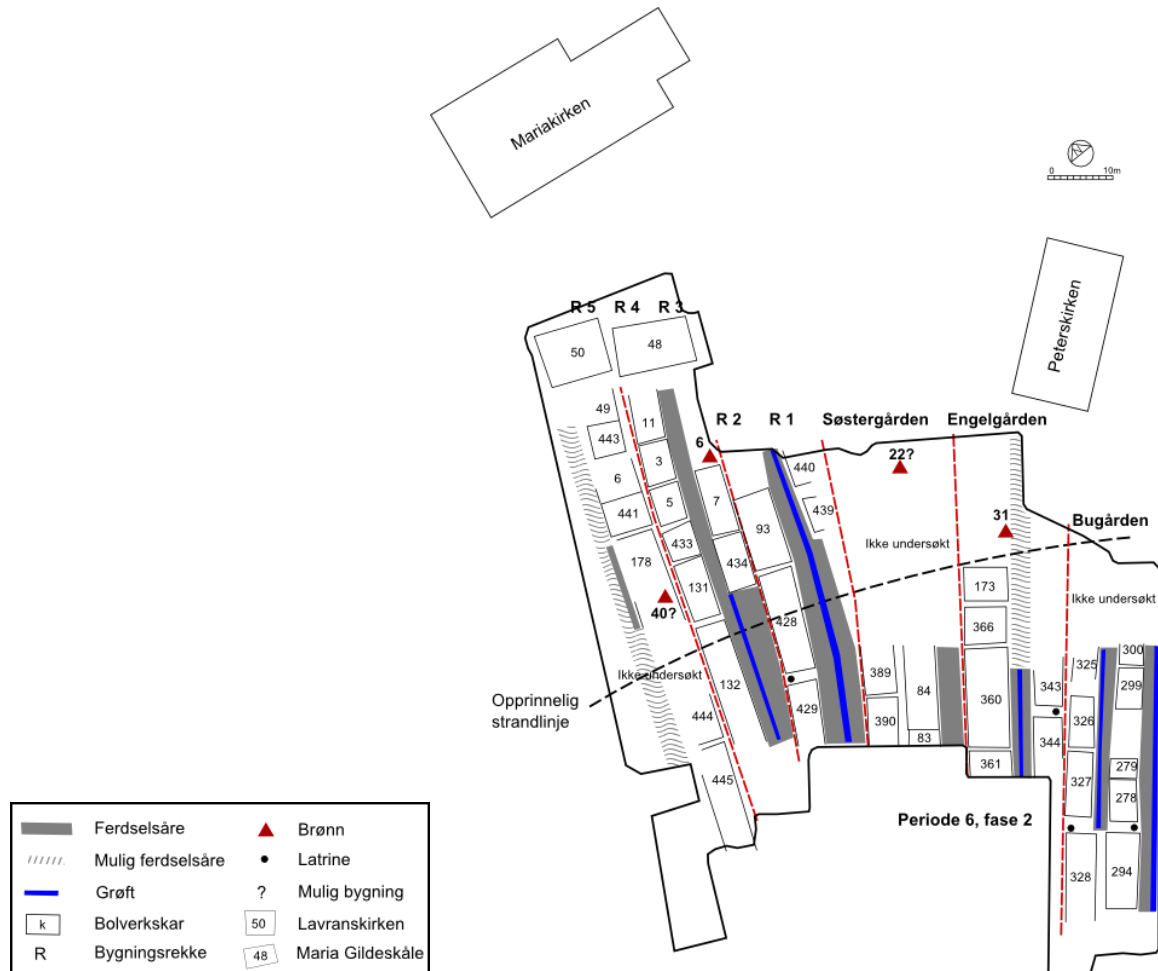 Mariakirken
0 10m
Peterskirken
R 5 R 4 R 3
50
48
49
11
443
3
6
5
441
433
178
131
40?
Ikke undersøkt
132
444
445
R 2 R 1 Søstergården Engelgården
6
22?
440
7
439
93
31
Bugården
Ikke undersøkt
434
428
429
173
366
Ikke undersøkt
389
84
390
83
360
361
343
344
325
300
299
326
327
279
278
328
294
Opprinnelig
strandlinje
Periode 6, fase 2
Ferdselsåre
Mulig ferdselsåre
Grøft
k Bolverkskar
R Bygningsrekke
Brønn
Latrine
? Mulig bygning
50 Lavranskirken
48 Maria Gildeskåle